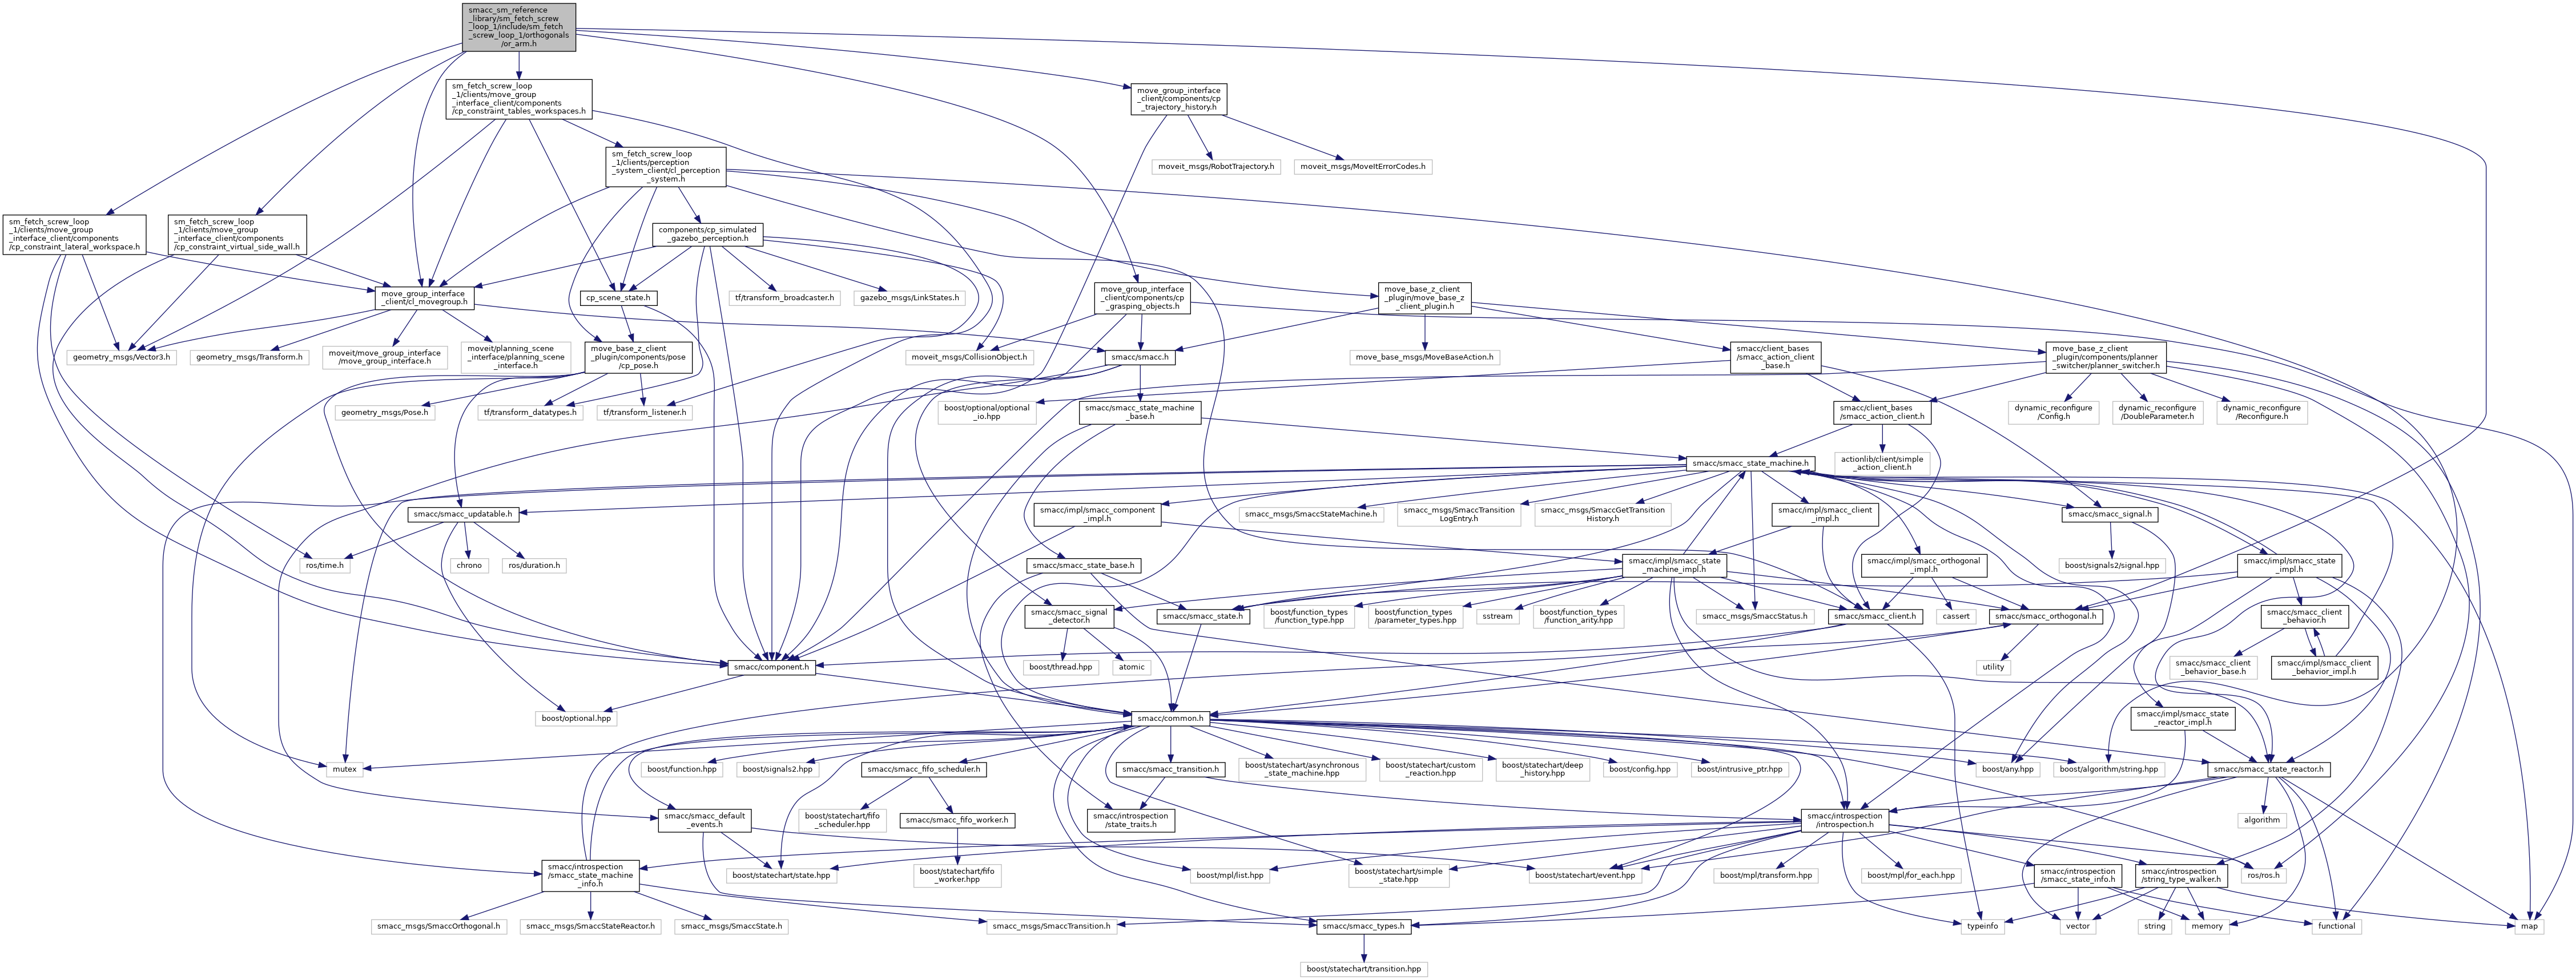 smacc_sm_reference
_library/sm_fetch_screw
_loop_1/include/sm_fetch
_screw_loop_1/orthogonals
/or_arm.h
sm_fetch_screw_loop
_1/clients/move_group
_interface_client/components
/cp_constraint_tables_workspaces.h
move_group_interface
_client/components/cp
_trajectory_history.h
sm_fetch_screw_loop
_1/clients/perception
_system_client/cl_perception
_system.h
moveit_msgs/RobotTrajectory.h
moveit_msgs/MoveItErrorCodes.h
sm_fetch_screw_loop
_1/clients/move_group
_interface_client/components
/cp_constraint_lateral_workspace.h
sm_fetch_screw_loop
_1/clients/move_group
_interface_client/components
/cp_constraint_virtual_side_wall.h
components/cp_simulated
_gazebo_perception.h
move_group_interface
_client/cl_movegroup.h
cp_scene_state.h
tf/transform_broadcaster.h
gazebo_msgs/LinkStates.h
move_group_interface
_client/components/cp
_grasping_objects.h
move_base_z_client
_plugin/move_base_z
_client_plugin.h
geometry_msgs/Vector3.h
geometry_msgs/Transform.h
moveit/move_group_interface
/move_group_interface.h
moveit/planning_scene
_interface/planning_scene
_interface.h
move_base_z_client
_plugin/components/pose
/cp_pose.h
moveit_msgs/CollisionObject.h
smacc/smacc.h
move_base_msgs/MoveBaseAction.h
smacc/client_bases
/smacc_action_client
_base.h
move_base_z_client
_plugin/components/planner
_switcher/planner_switcher.h
geometry_msgs/Pose.h
tf/transform_datatypes.h
tf/transform_listener.h
boost/optional/optional
_io.hpp
smacc/smacc_state_machine
_base.h
smacc/client_bases
/smacc_action_client.h
dynamic_reconfigure
/Config.h
dynamic_reconfigure
/DoubleParameter.h
dynamic_reconfigure
/Reconfigure.h
smacc/smacc_state_machine.h
actionlib/client/simple
_action_client.h
smacc/smacc_updatable.h
smacc/impl/smacc_component
_impl.h
smacc_msgs/SmaccStateMachine.h
smacc_msgs/SmaccTransition
LogEntry.h
smacc_msgs/SmaccGetTransition
History.h
smacc/impl/smacc_client
_impl.h
smacc/smacc_signal.h
ros/time.h
chrono
ros/duration.h
smacc/smacc_state_base.h
smacc/impl/smacc_state
_machine_impl.h
smacc/impl/smacc_orthogonal
_impl.h
boost/signals2/signal.hpp
smacc/impl/smacc_state
_impl.h
smacc/smacc_signal
_detector.h
smacc/smacc_state.h
boost/function_types
/function_type.hpp
boost/function_types
/parameter_types.hpp
sstream
boost/function_types
/function_arity.hpp
smacc_msgs/SmaccStatus.h
smacc/smacc_client.h
cassert
smacc/smacc_orthogonal.h
smacc/smacc_client
_behavior.h
smacc/component.h
boost/thread.hpp
atomic
utility
smacc/smacc_client
_behavior_base.h
smacc/impl/smacc_client
_behavior_impl.h
boost/optional.hpp
smacc/common.h
smacc/impl/smacc_state
_reactor_impl.h
mutex
boost/function.hpp
boost/signals2.hpp
smacc/smacc_fifo_scheduler.h
smacc/smacc_transition.h
boost/statechart/asynchronous
_state_machine.hpp
boost/statechart/custom
_reaction.hpp
boost/statechart/deep
_history.hpp
boost/config.hpp
boost/intrusive_ptr.hpp
boost/any.hpp
boost/algorithm/string.hpp
smacc/smacc_state_reactor.h
smacc/smacc_default
_events.h
boost/statechart/fifo
_scheduler.hpp
smacc/smacc_fifo_worker.h
smacc/introspection
/state_traits.h
smacc/introspection
/introspection.h
algorithm
smacc/introspection
/smacc_state_machine
_info.h
boost/statechart/state.hpp
boost/statechart/fifo
_worker.hpp
boost/mpl/list.hpp
boost/statechart/simple
_state.hpp
boost/statechart/event.hpp
boost/mpl/transform.hpp
boost/mpl/for_each.hpp
smacc/introspection
/smacc_state_info.h
smacc/introspection
/string_type_walker.h
ros/ros.h
smacc_msgs/SmaccOrthogonal.h
smacc_msgs/SmaccStateReactor.h
smacc_msgs/SmaccState.h
smacc_msgs/SmaccTransition.h
smacc/smacc_types.h
typeinfo
vector
string
memory
functional
map
boost/statechart/transition.hpp